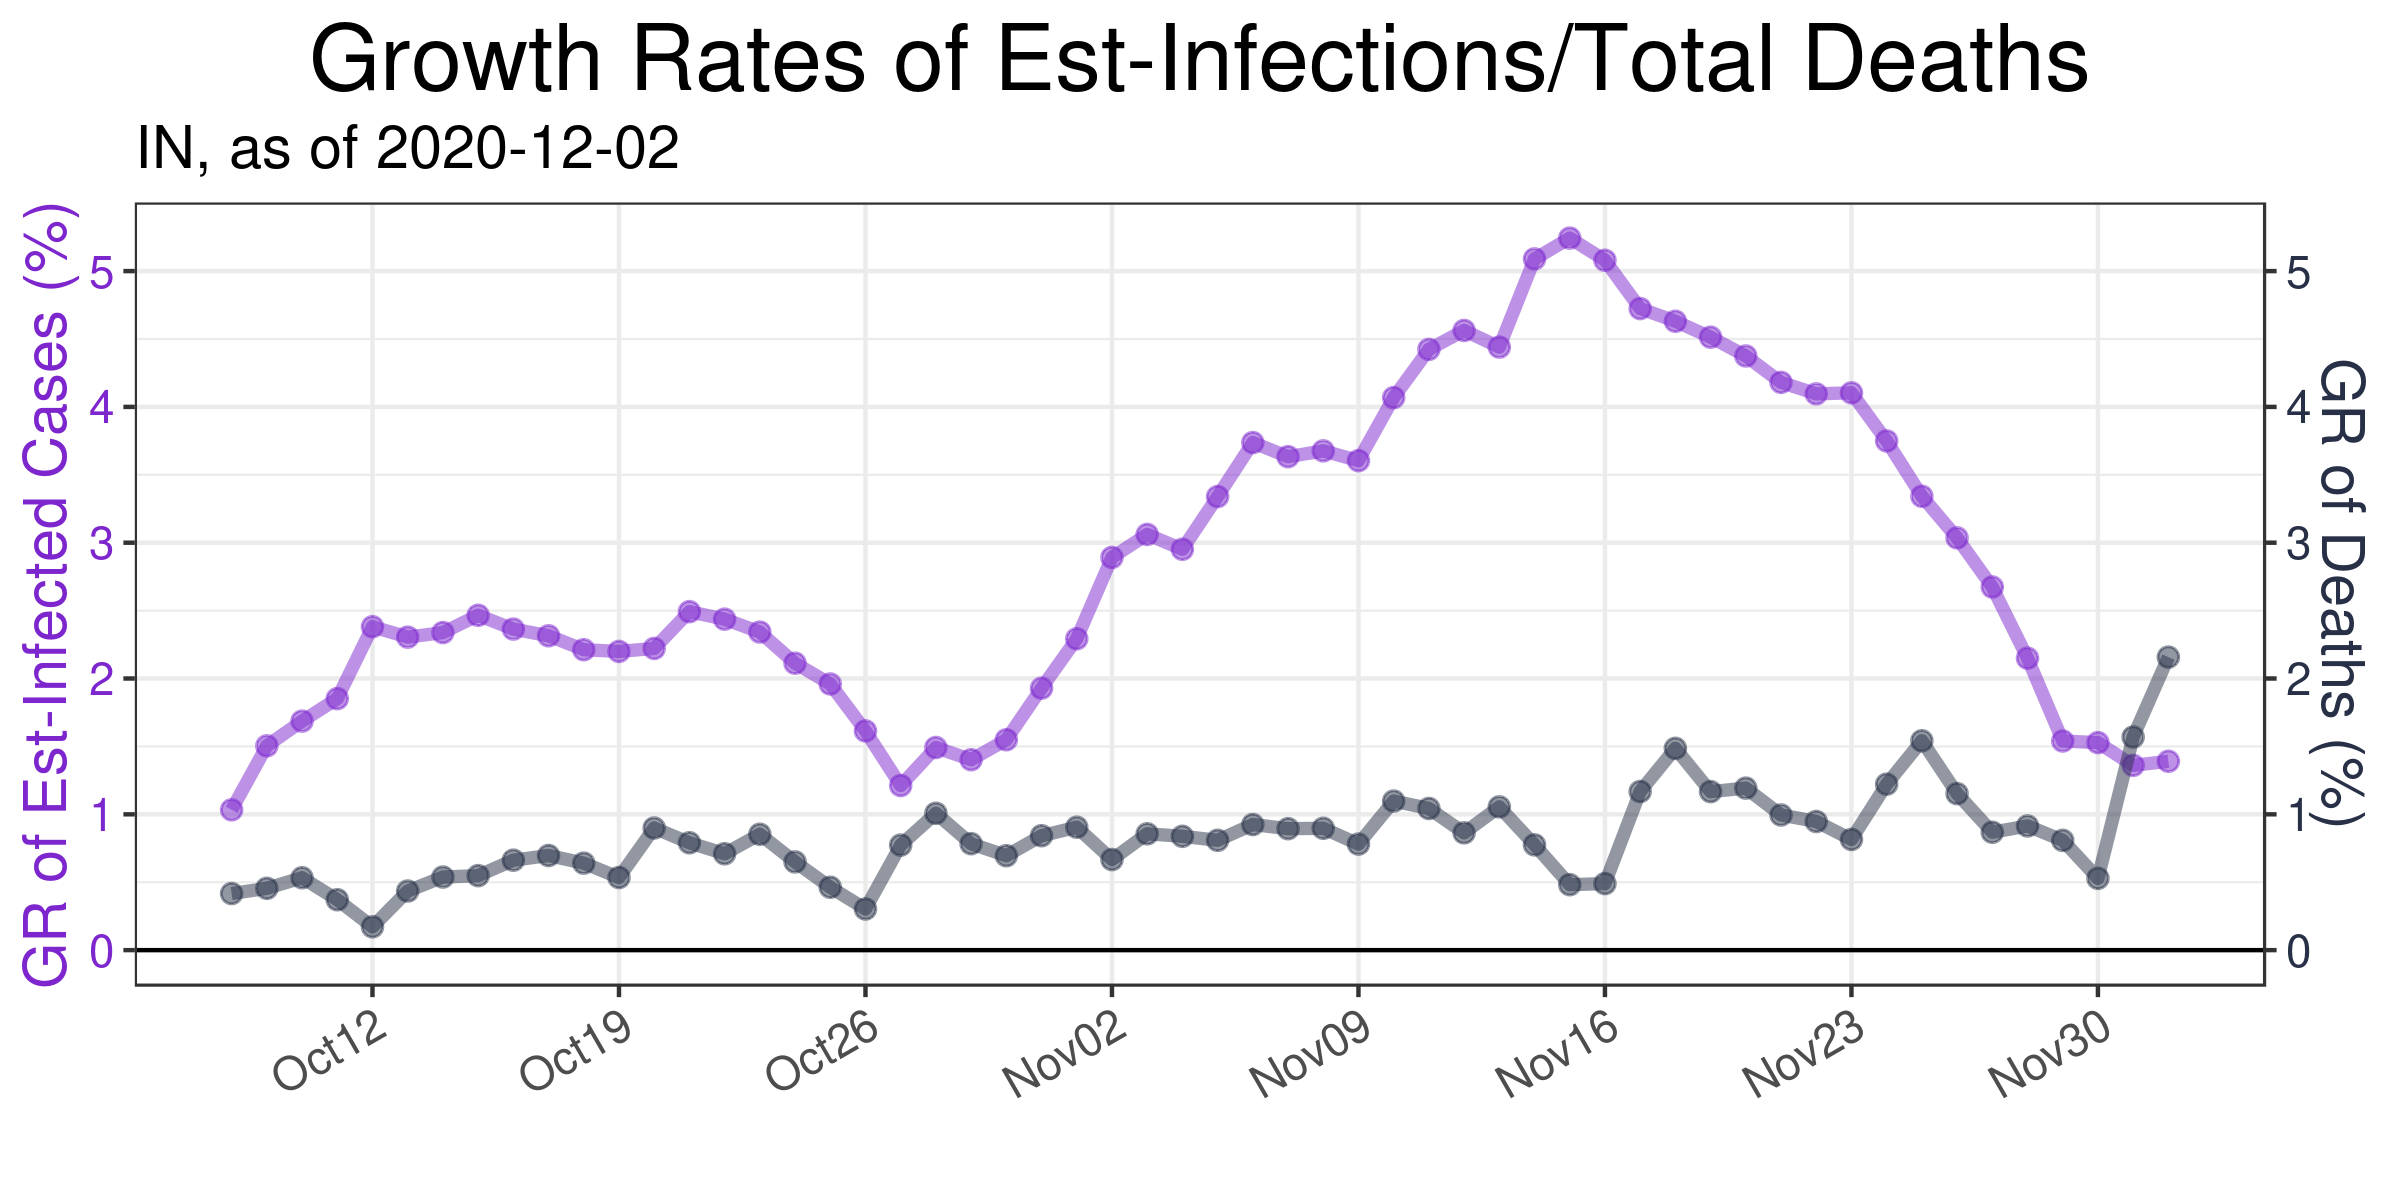 Growth Rates of Est-Infections/Total Deaths
IN, as of 2020-12-02
GR of Est-Infected Cases (%)
5
4
3
2
1
0
5
4
3
2
1
0
GR of Deaths (%)
Oct12
Oct19
Oct26
Nov02
Nov09
Nov16
Nov23
Nov30